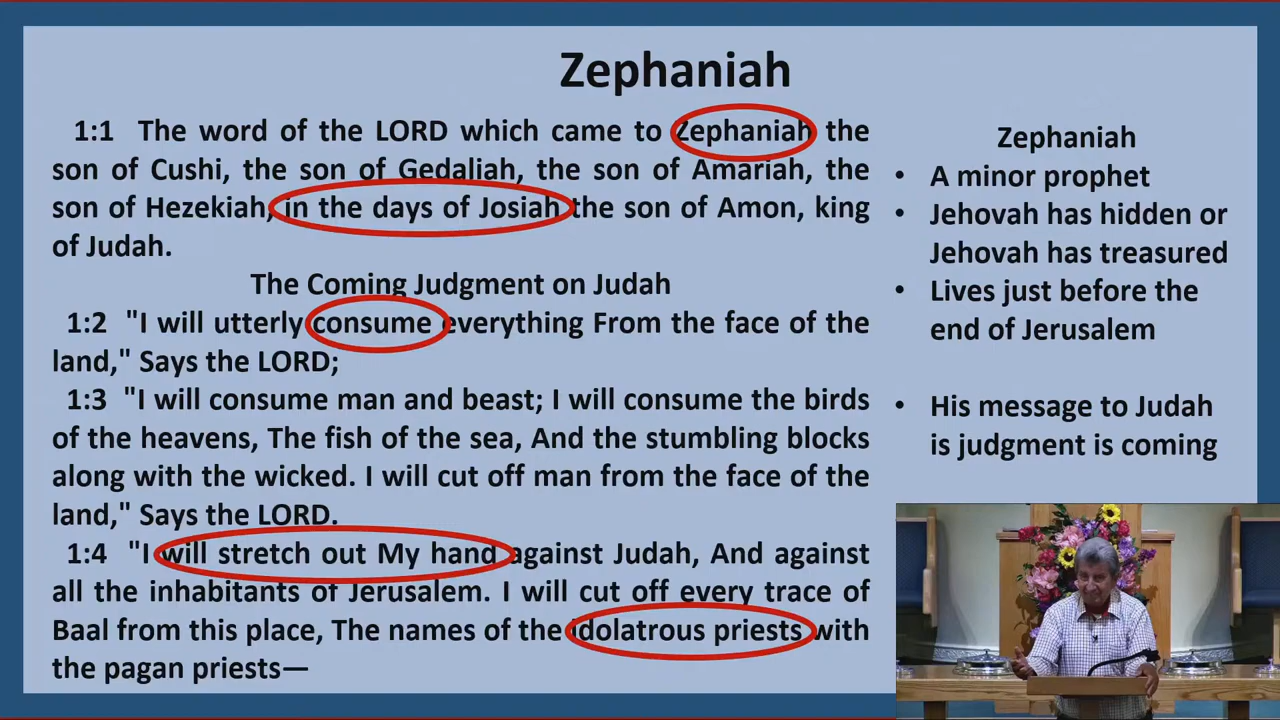 Zephaniah
1:1 The word of the LORD which came to Zephaniah the
son of Cushi, the son of Gedaliah, the son of Amariah, the
son of Hezekiah, in the days of Josiah the son of Amon, king
of Judah.
The Coming Judgment on Judah
1:2 "I will utterly consume everything From the face of the
land," Says the LORD;
1:3 "I will consume man and beast; I will consume the birds
of the heavens, The fish of the sea, And the stumbling blocks
along with the wicked. I will cut off man from the face of the
land," Says the LORD.
1:4 "I will stretch out My hand against Judah, And against
all the inhabitants of Jerusalem. I will cut off every trace of
Baal from this place, The names of the idolatrous priests with
the pagan priests—
Zephaniah
• A minor prophet
• Jehovah has hidden or
Jehovah has treasured
• Lives just before the
end of Jerusalem
• His message to Judah
is judgment is coming